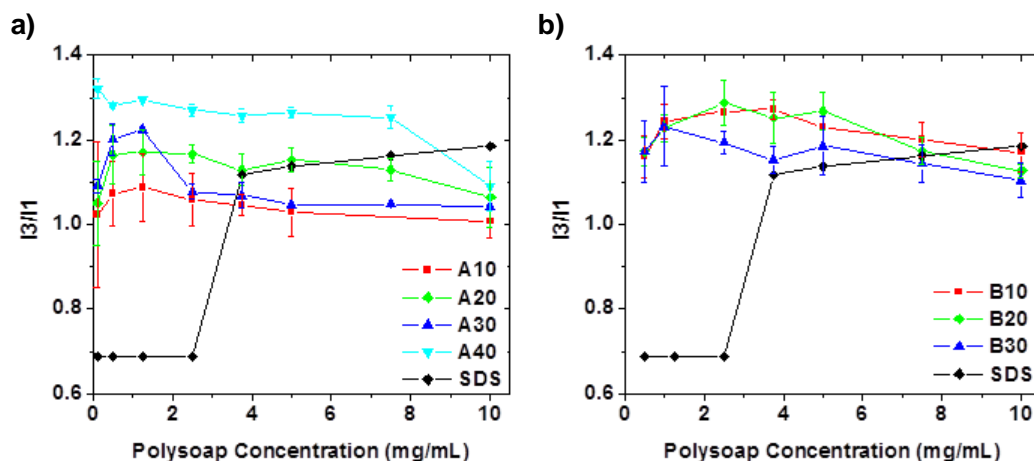 a)
1.4
1.2
1.0
0.8
0.6
I3/I1
0 2 4 6 8 10
Polysoap Concentration (mg/mL)
A10
A20
A30
A40
SDS
b)
1.4
1.2
1.0
0.8
0.6
I3/I1
0 2 4 6 8 10
Polysoap Concentration (mg/mL)
B10
B20
B30
SDS